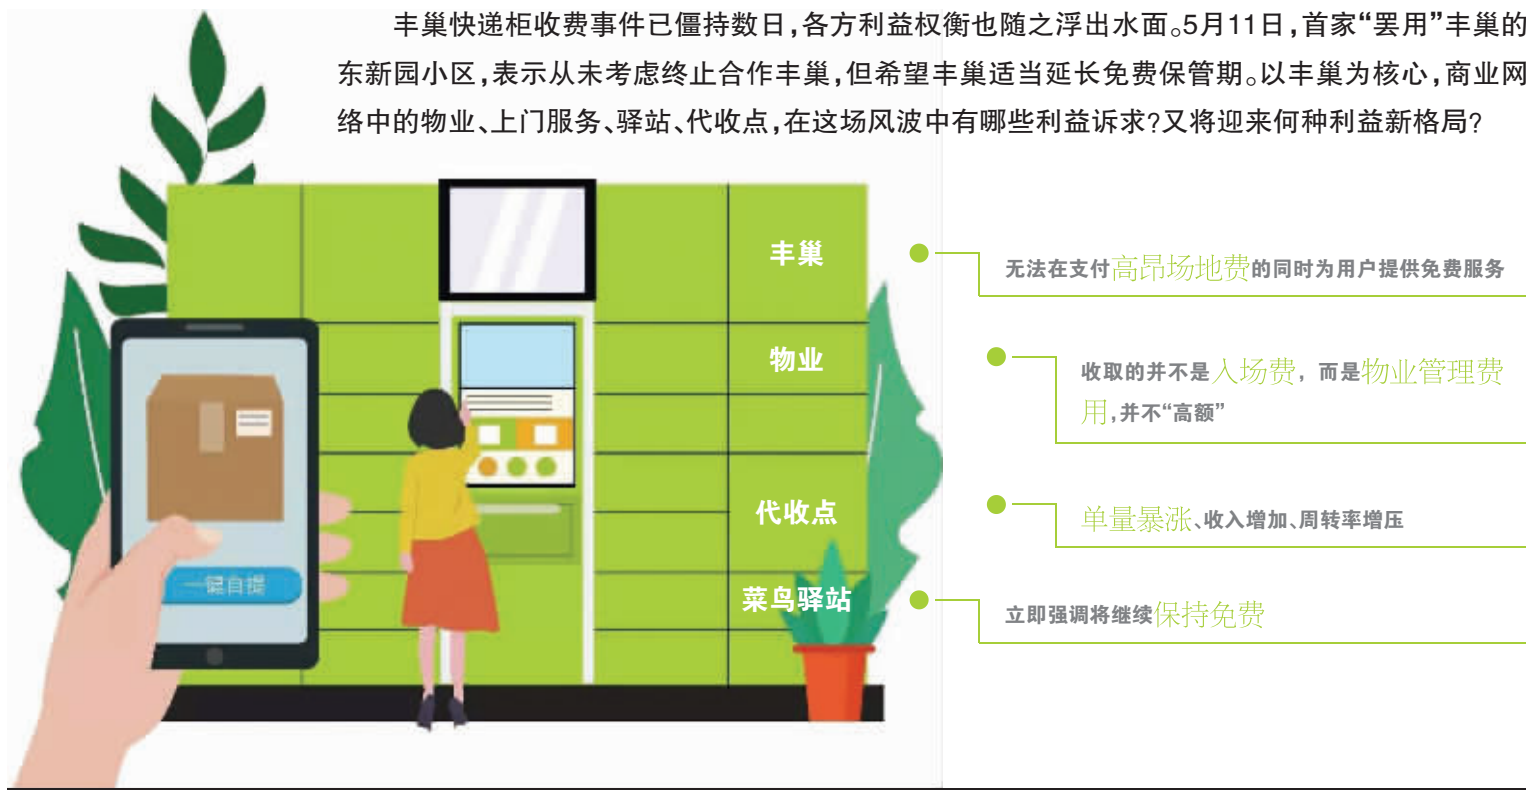 丰巢快递柜收费事件已僵持数日,各方利益权衡也随之浮出水面。5月11日,首家“罢用”丰巢的
东新园小区,表示从未考虑终止合作丰巢,但希望丰巢适当延长免费保管期。以丰巢为核心,商业网
络中的物业、上门服务、驿站、代收点,在这场风波中有哪些利益诉求?又将迎来何种利益新格局?
丰巢
无法在支付高昂场地费的同时为用户提供免费服务
物业
收取的并不是入场费，而是物业管理费
用,并不“高额”
代收点
单量暴涨、收入增加、周转率增压
菜鸟驿站
立即强调将继续保持免费
一键自提